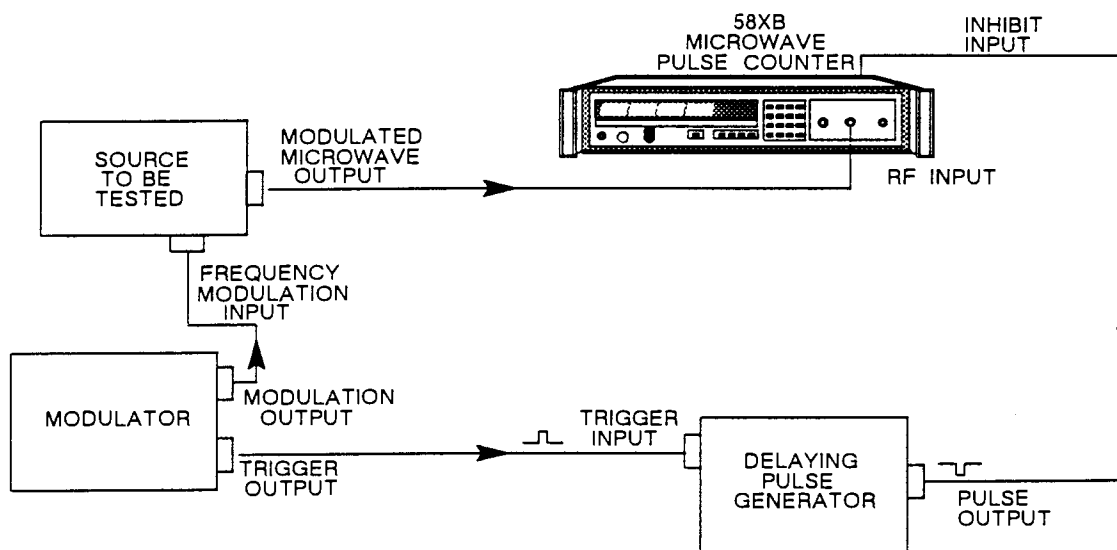 58XB
MICROWAVE
PULSE COUNTER
INHIBIT
INPUT
SOURCE
TO BE
TESTED
MODULATED
MICROWAVE
OUTPUT
RF INPUT
FREQUENCY
MODULATION
INPUT
MODULATOR
MODULATION
OUTPUT
TRIGGER
OUTPUT
TRIGGER
INPUT
DELAYING
PULSE
GENERATOR
PULSE
OUTPUT